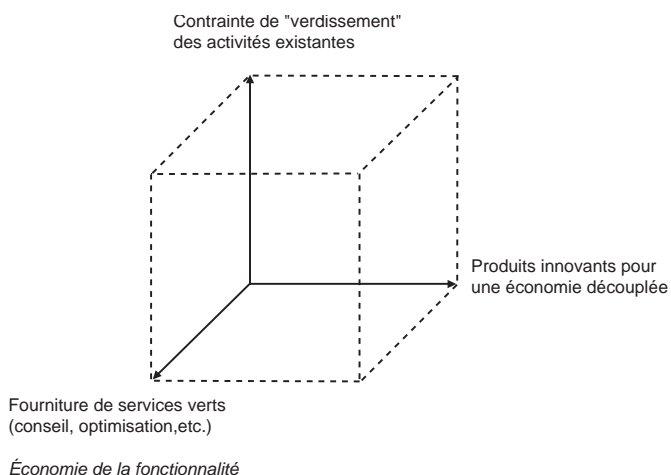 Contrainte de "verdissement"
des activités existantes
Produits innovants pour
une économie découplée
Fourniture de services verts
(conseil, optimisation,etc.)
Économie de la fonctionnalité